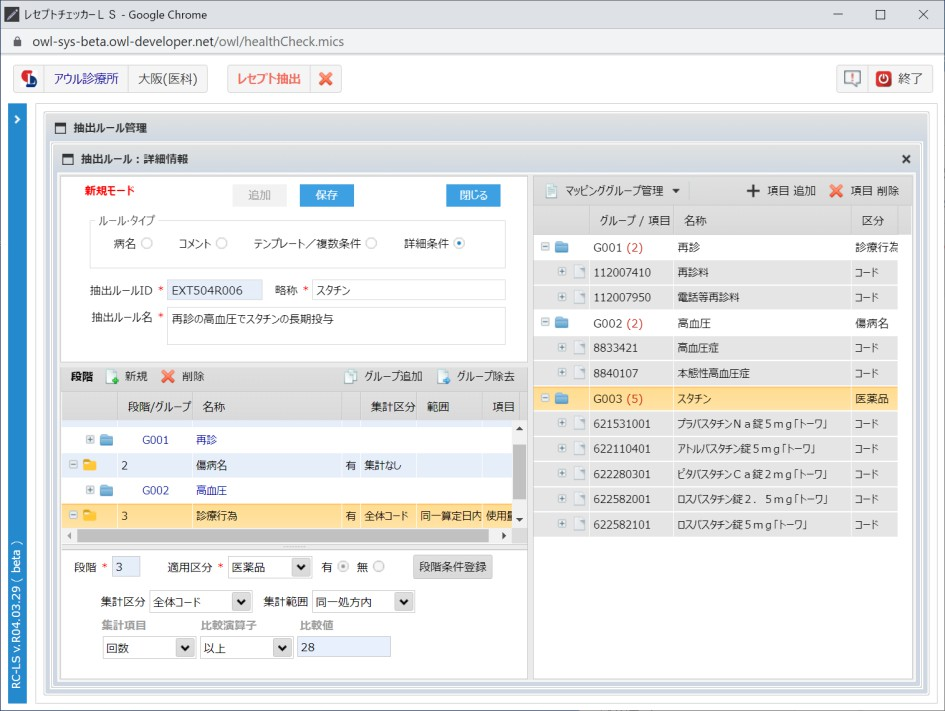 レセプトチェッカーＬＳ - Google Chrome
owl-sys-beta.owl-developer.net/owl/healthCheck.mics
アウル診療所 大阪(医科) レセプト抽出 終了
抽出ルール管理
抽出ルール：詳細情報
新規モード 追加 保存 閉じる
ルール・タイプ
病名 コメント テンプレート／複数条件 詳細条件
抽出ルールID * EXT504R006 略称 * スタチン
抽出ルール名 * 再診の高血圧でスタチンの長期投与
段階 新規 削除 グループ追加 グループ除去
段階/グループ 名称 集計区分 範囲 項目
G001 再診
2 傷病名 有 集計なし
G002 高血圧
3 診療行為 有 全体コード 同一算定日内 使用量
段階 * 3 適用区分 * 医薬品 有 無 段階条件登録
集計区分 全体コード 集計範囲 同一処方内
集計項目 比較演算子 比較値
回数 以上 28
マッピンググループ管理 項目 追加 項目 削除
グループ / 項目 名称 区分
G001 (2) 再診 診療行為
112007410 再診料 コード
112007950 電話等再診料 コード
G002 (2) 高血圧 傷病名
8833421 高血圧症 コード
8840107 本態性高血圧症 コード
G003 (5) スタチン 医薬品
621531001 プラバスタチンＮａ錠５ｍｇ「トーワ」 コード
622110401 アトルバスタチン錠５ｍｇ「トーワ」 コード
622280301 ピタバスタチンＣａ錠２ｍｇ「トーワ」 コード
622582001 ロスバスタチン錠２．５ｍｇ「トーワ」 コード
622582101 ロスバスタチン錠５ｍｇ「トーワ」 コード
RC-LS v.R04.03.29 ( beta )